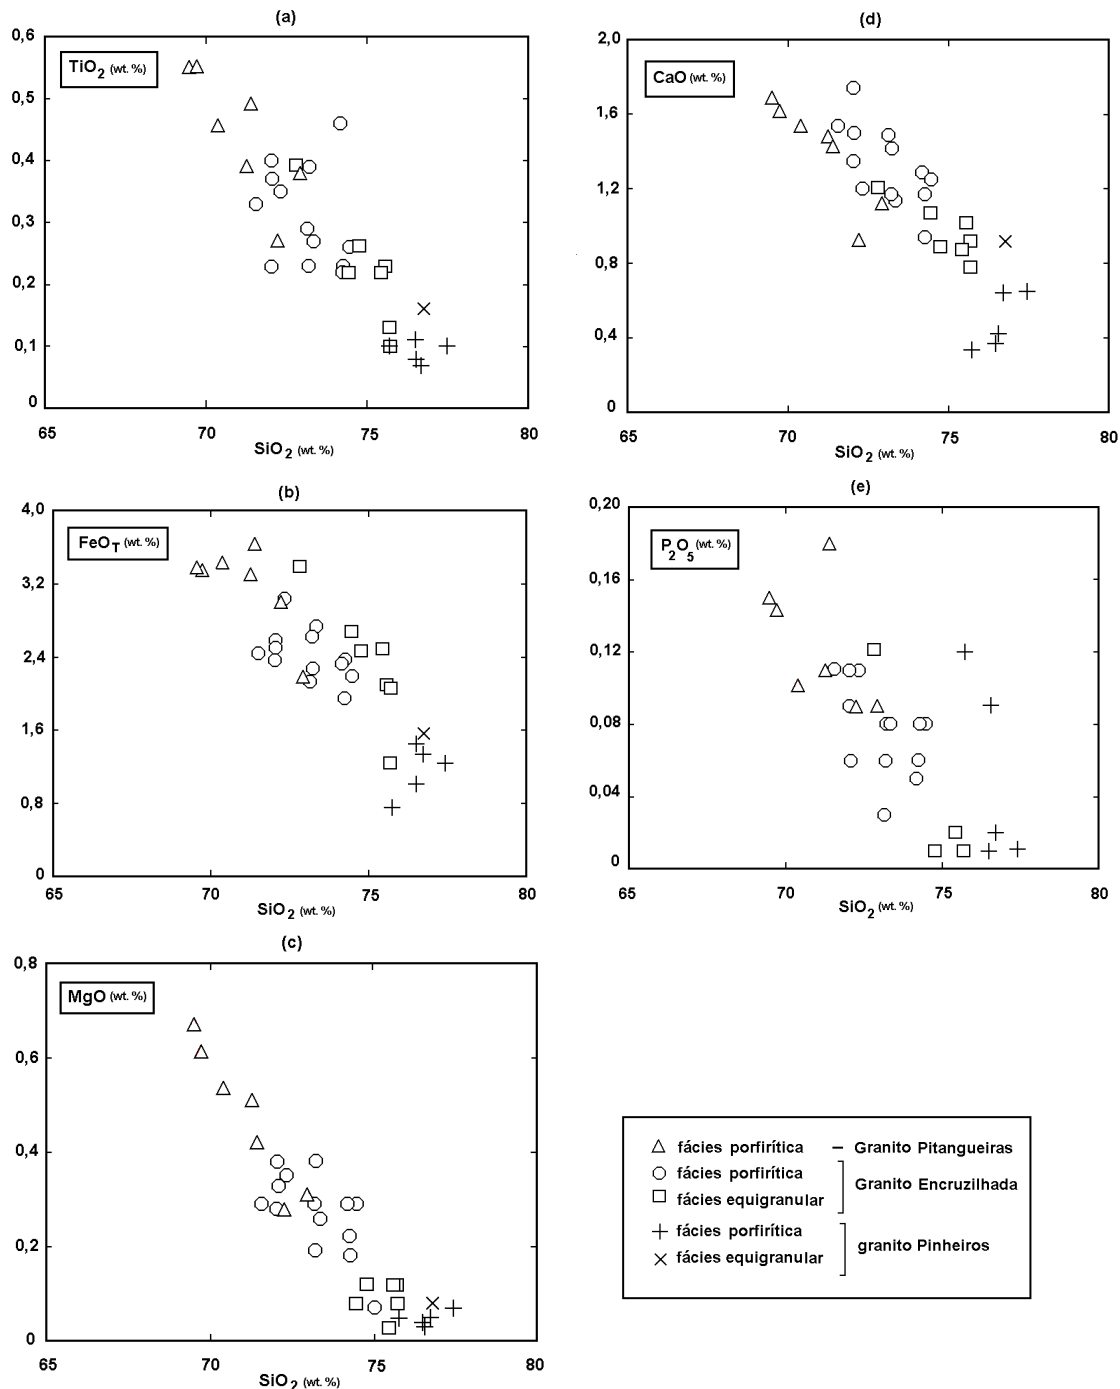 (a)
0,6
0,5
0,4
0,3
0,2
0,1
0
TiO2 (wt. %)
65 70 75 80
SiO2 (wt. %)
(d)
2,0
1,6
1,2
0,8
0,4
0
CaO (wt. %)
65 70 75 80
SiO2 (wt. %)
(b)
4,0
3,2
2,4
1,6
0,8
0
FeOT (wt. %)
65 70 75 80
SiO2 (wt. %)
(e)
0,20
0,16
0,12
0,08
0,04
0
P2O5 (wt. %)
65 70 75 80
SiO2 (wt. %)
(c)
0,8
0,6
0,4
0,2
0
MgO (wt. %)
65 70 75 80
SiO2 (wt. %)
fácies porfirítica – Granito Pitangueiras
fácies porfirítica
Granito Encruzilhada
fácies equigranular
fácies porfirítica
granito Pinheiros
fácies equigranular